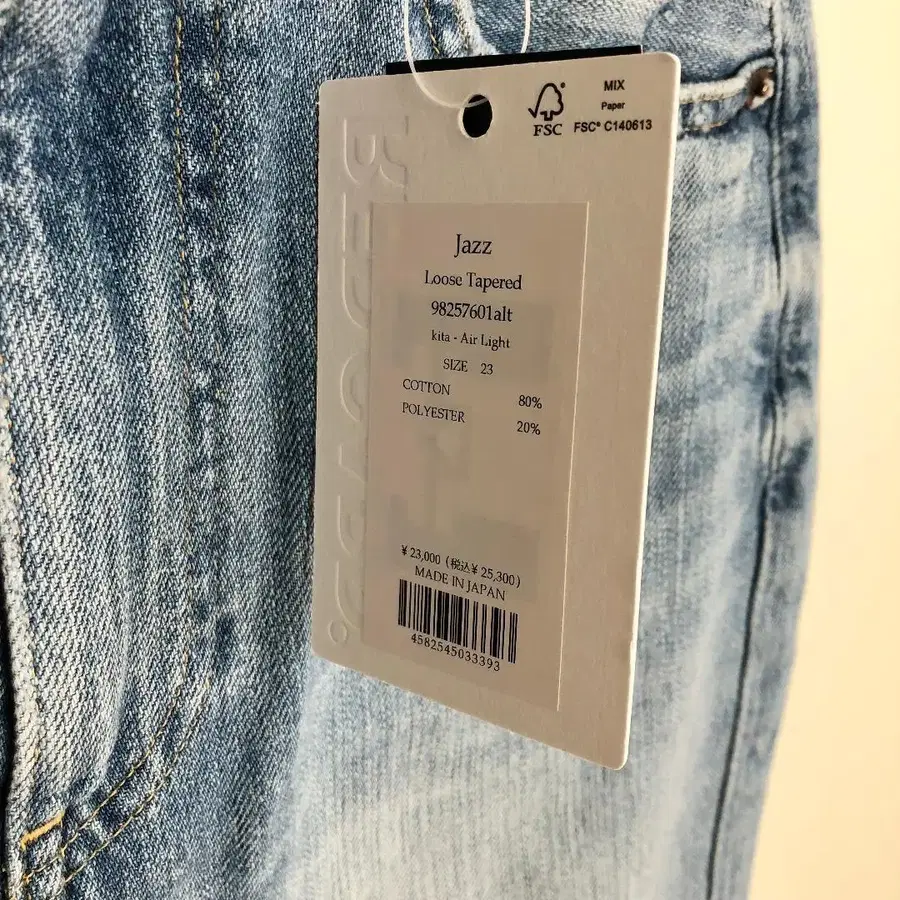 MIX
Paper
FSC® C140613
FSC
Jazz
Loose Tapered
98257601alt
kita - Air Light
SIZE 23
COTTON 80%
POLYESTER 20%
¥ 23,000 (税込¥ 25,300)
MADE IN JAPAN
4582545033393